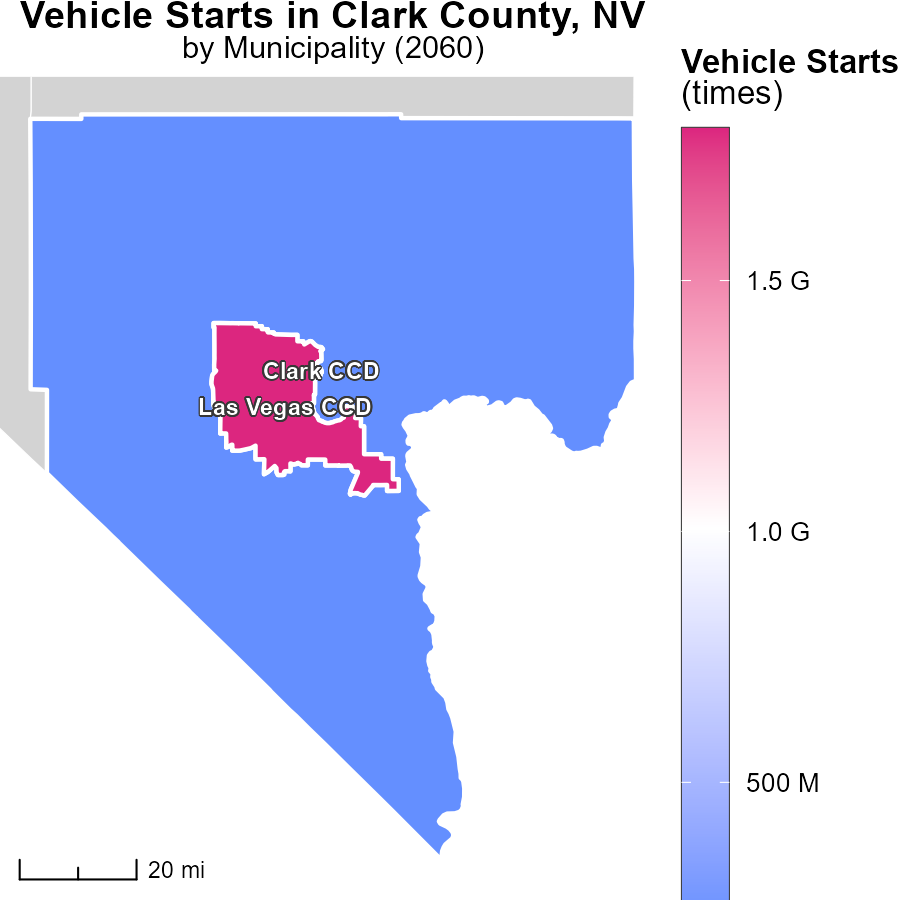 Vehicle Starts in Clark County, NV
by Municipality (2060)
Vehicle Starts
(times)
1.5 G
1.0 G
500 M
Clark CCD
Las Vegas CCD
20 mi